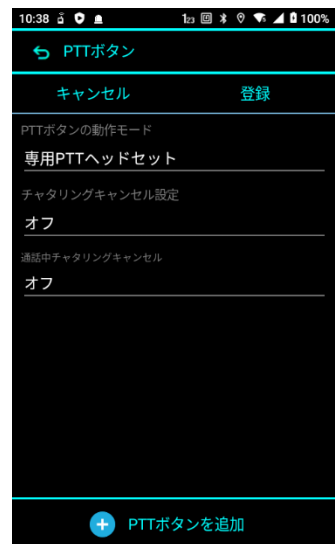 10:38 100%
PTTボタン
キャンセル 登録
PTTボタンの動作モード
専用PTTヘッドセット
チャタリングキャンセル設定
オフ
通話中チャタリングキャンセル
オフ
PTTボタンを追加